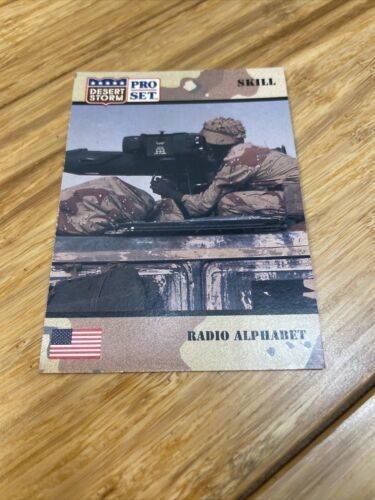 DESERT
STORM
PRO
SET.
SKILL
RADIO ALPHABET